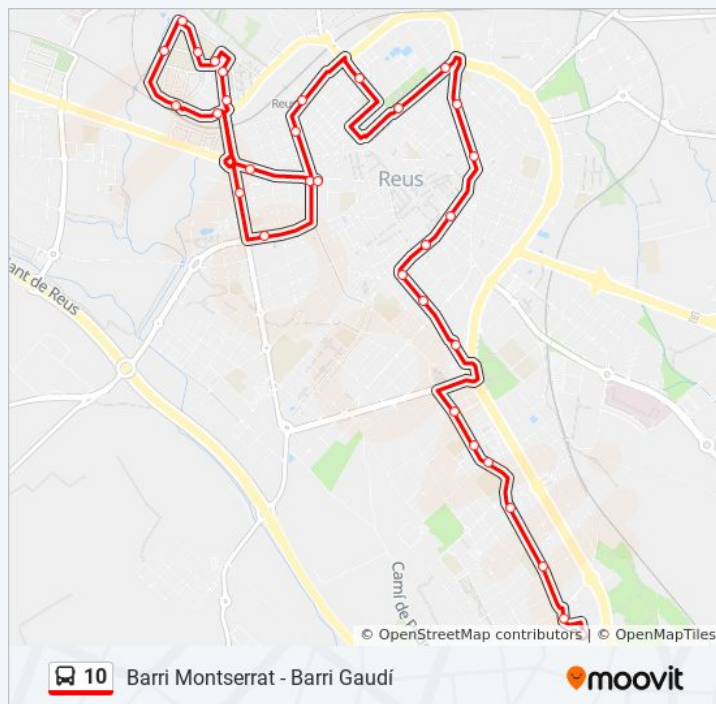 Reus
Reus
ant de Reus
Camí de R
© OpenStreetMap contributors | © OpenMapTiles
10 Barri Montserrat - Barri Gaudí
moovit